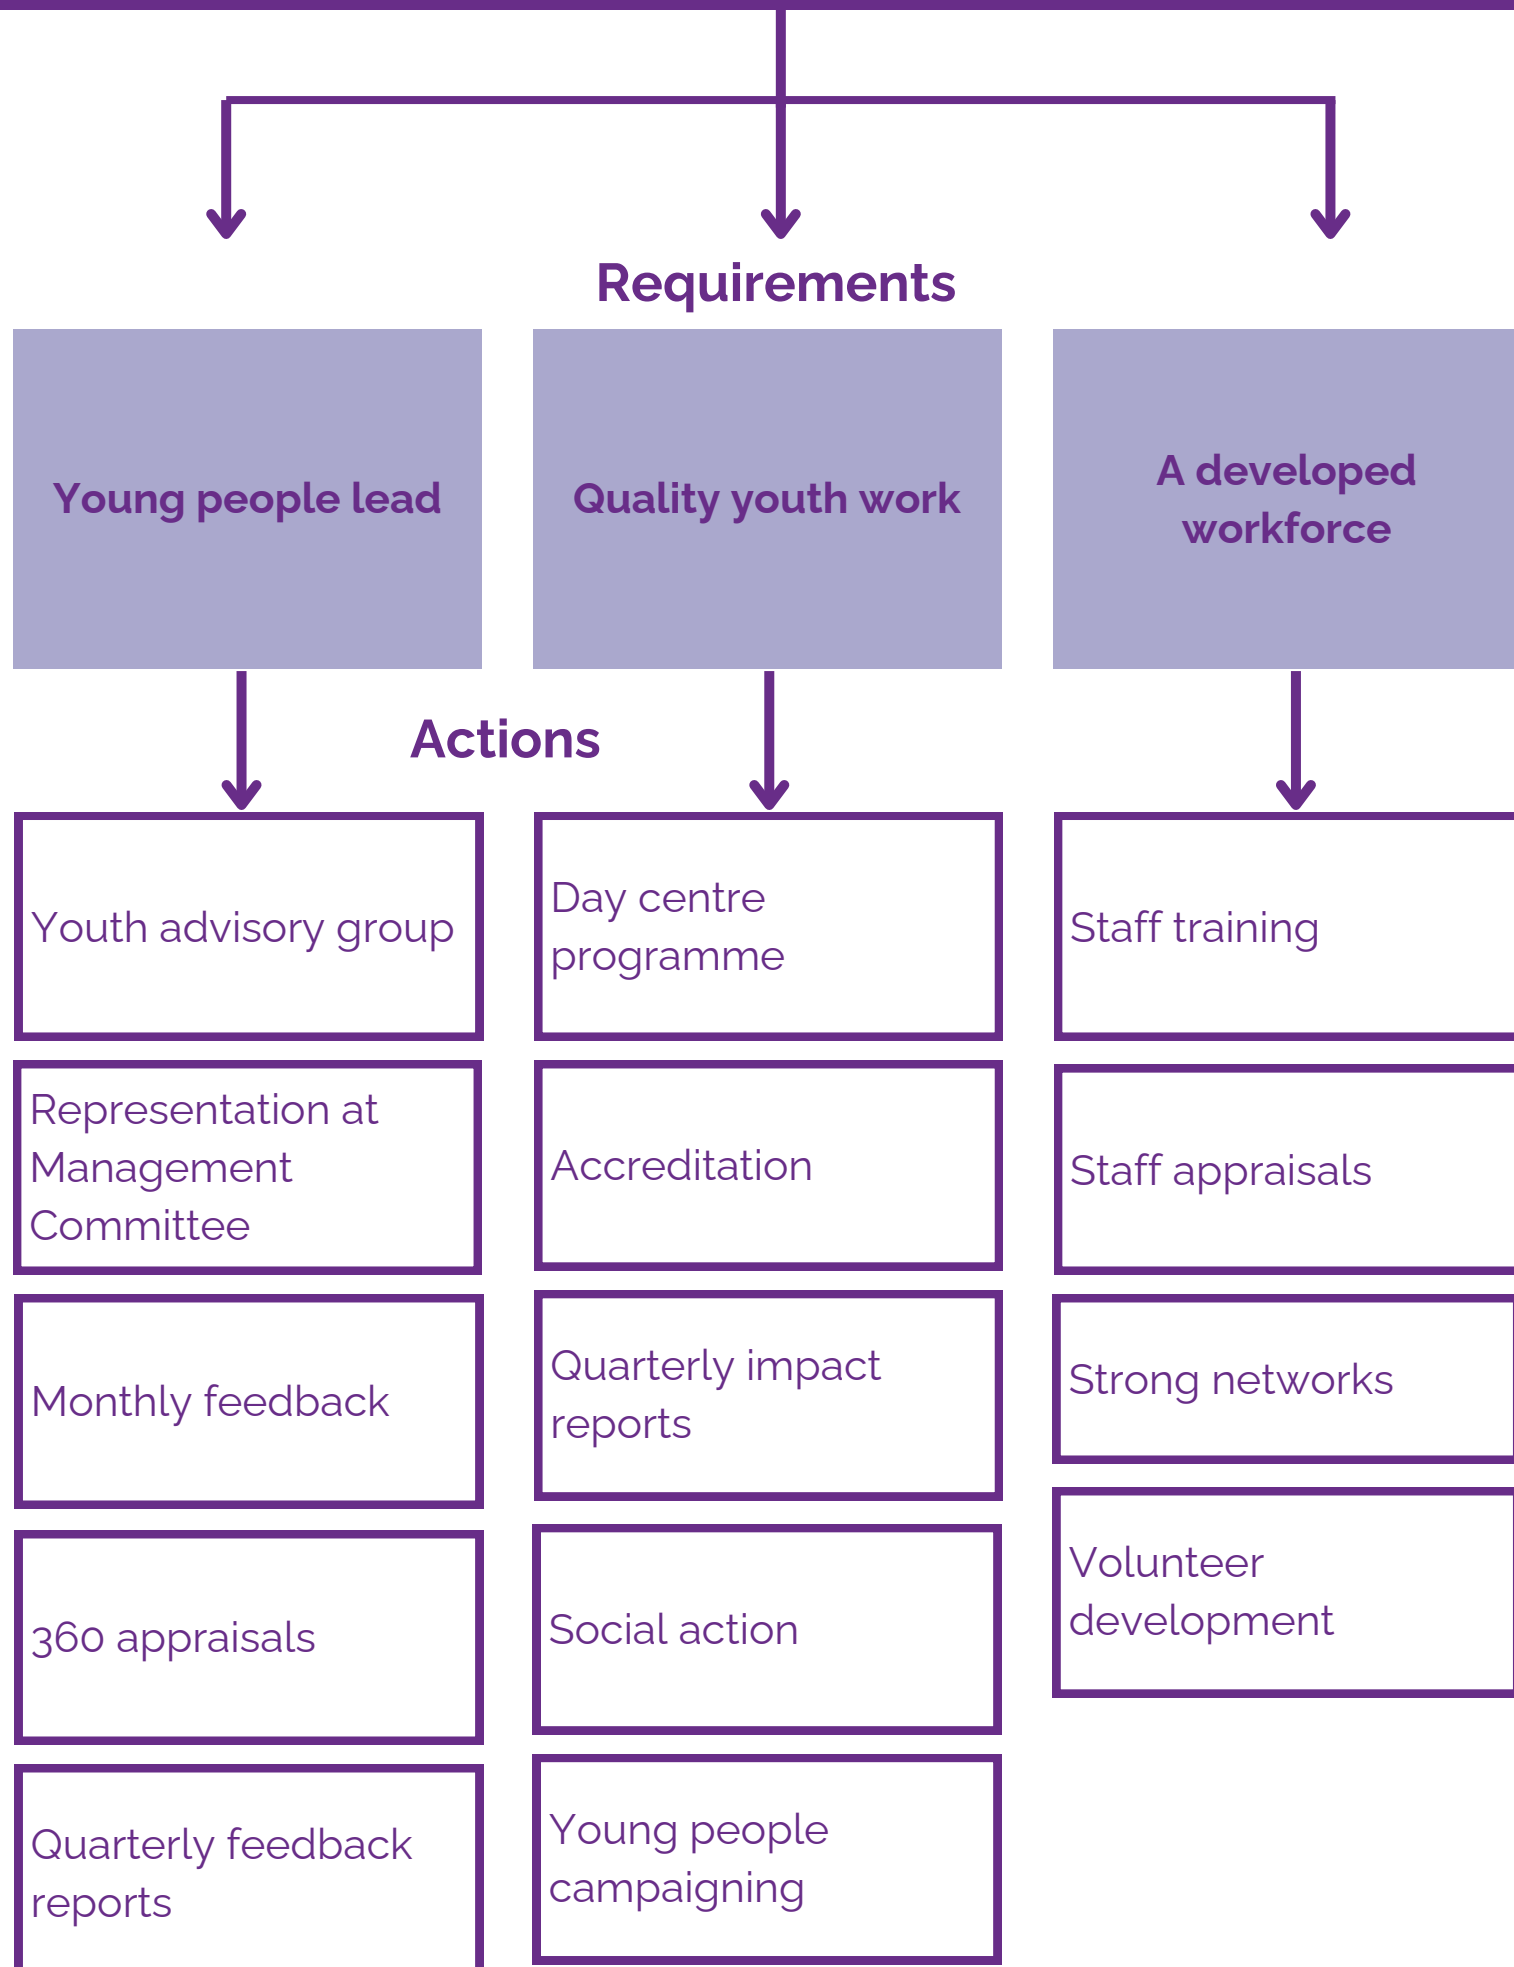 Requirements
Young people lead
Quality youth work
A developed
workforce
Actions
Youth advisory group
Representation at
Management
Committee
Monthly feedback
360 appraisals
Quarterly feedback
reports
Day centre
programme
Accreditation
Quarterly impact
reports
Social action
Young people
campaigning
Staff training
Staff appraisals
Strong networks
Volunteer
development